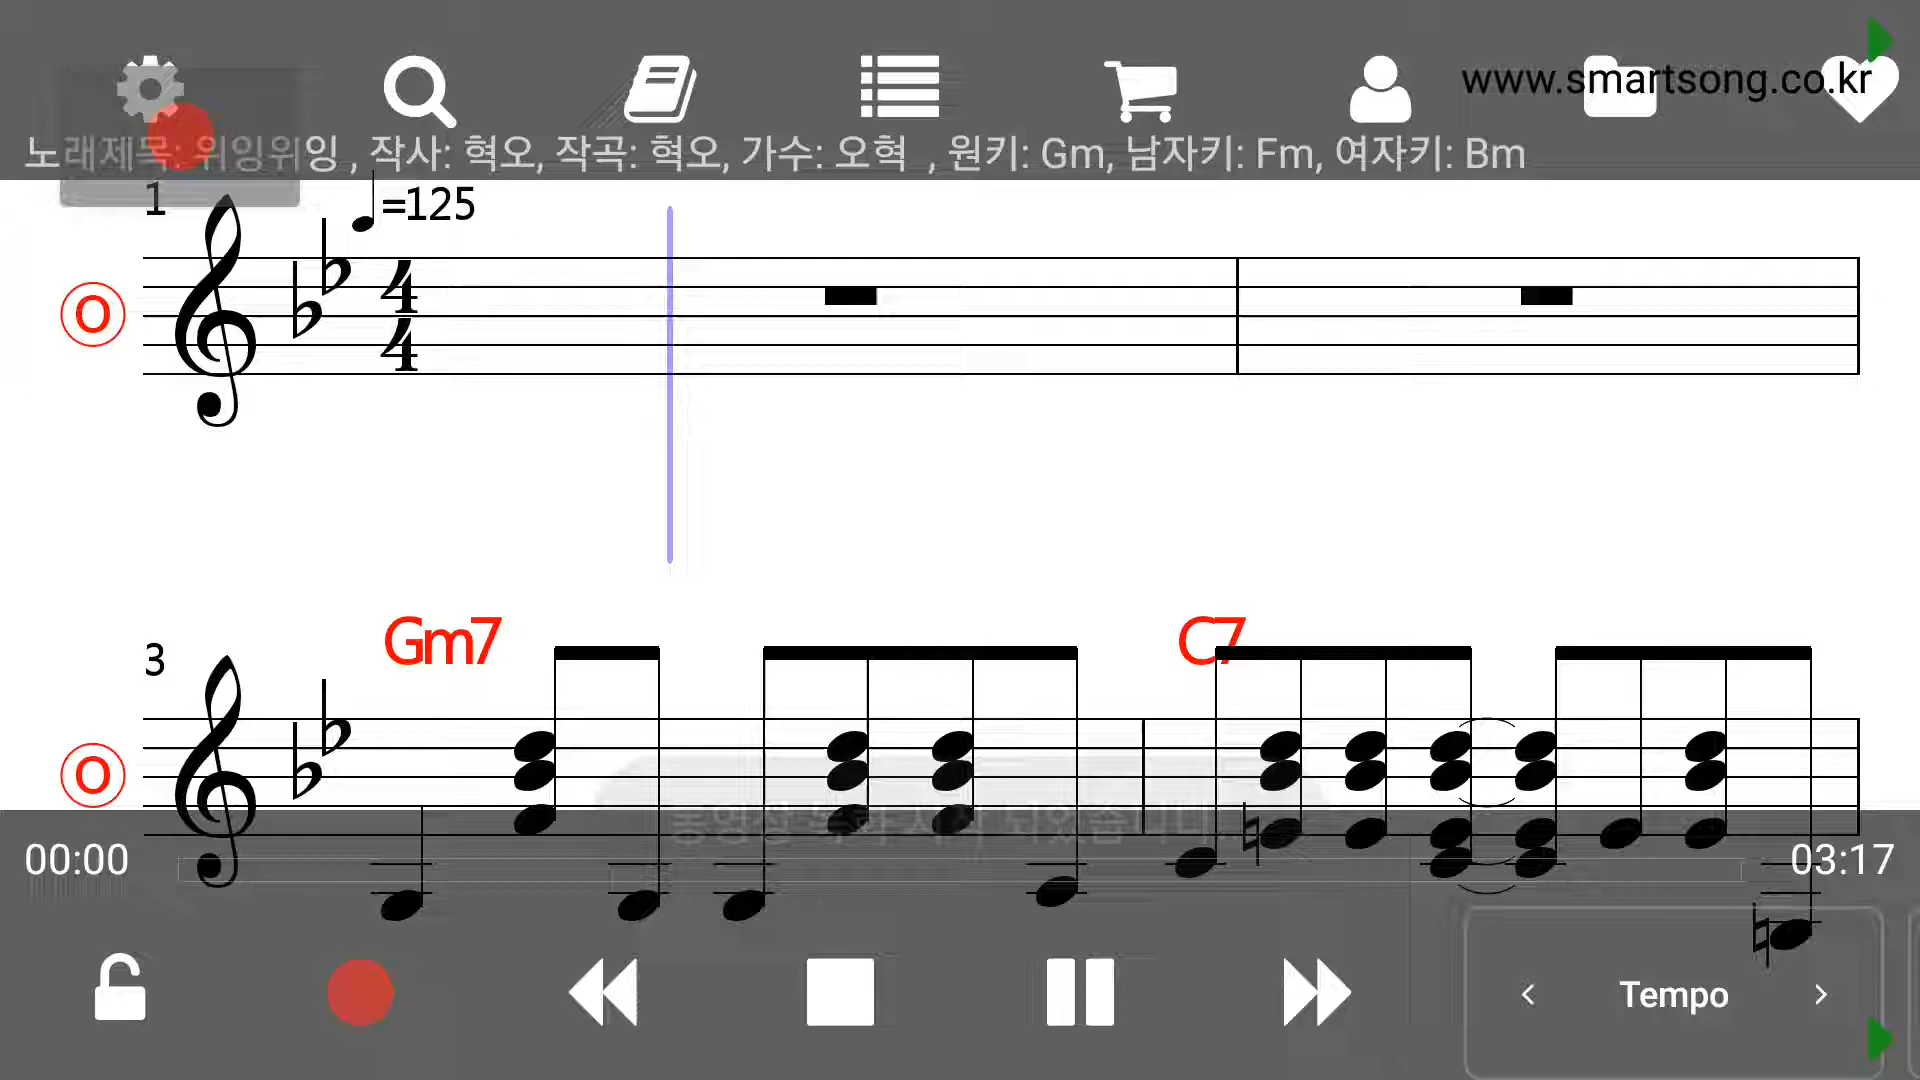 www.smartsong.co.kr
노래제목: 위잉위잉 , 작사: 혁오, 작곡: 혁오, 가수: 오혁 , 원키: Gm, 남자키: Fm, 여자키: Bm
1
=125
4
4
O
Gm7
C7
3
O
00:00
03:17
Tempo